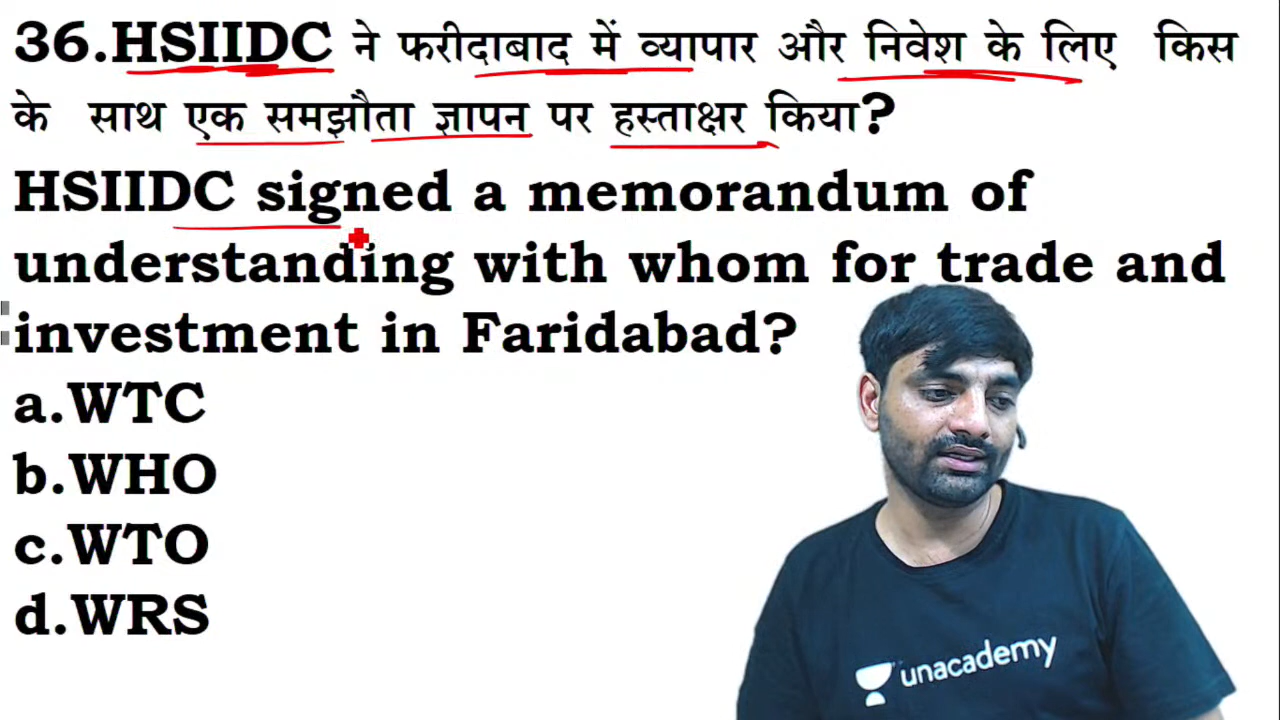 36.HSIIDC ने फरीदाबाद में व्यापार और निवेश के लिए किस
के साथ एक समझौता ज्ञापन पर हस्ताक्षर किया?
HSIIDC signed a memorandum of
understanding with whom for trade and
investment in Faridabad?
a.WTC
b.WHO
c.WTO
d.WRS
unacademy